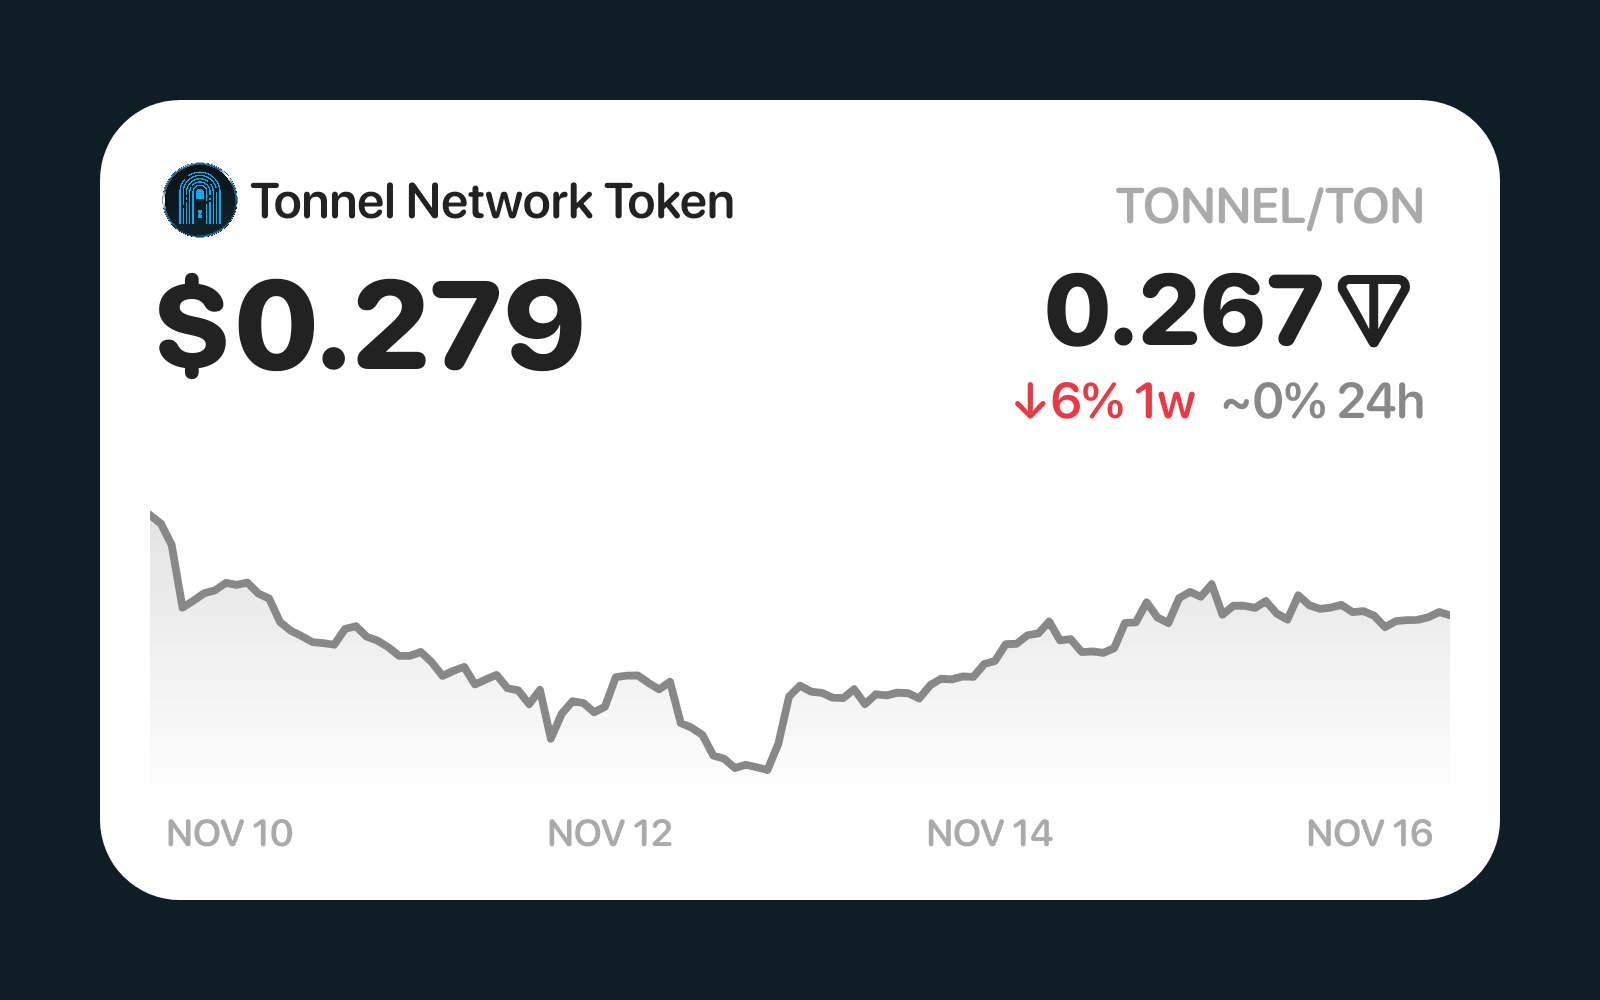 Tonnel Network Token
TONNEL/TON
$0.279
0.267
↓6% 1w ~0% 24h
NOV 10
NOV 12
NOV 14
NOV 16